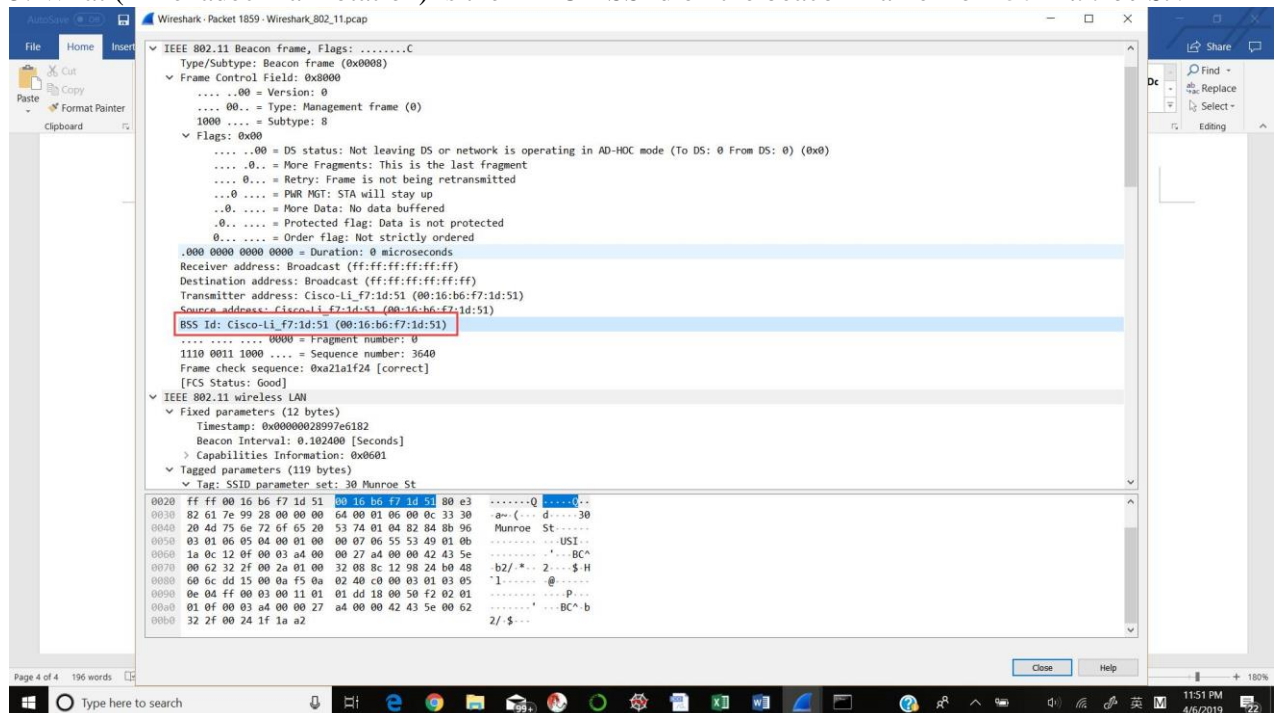 AutoSave Off
Wireshark · Packet 1859 · Wireshark_802_11.pcap
File Home Insert
Share
Cut
Copy
Paste
Format Painter
Clipboard
Find
Replace
Select
Editing
IEEE 802.11 Beacon frame, Flags: ........C
Type/Subtype: Beacon frame (0x0008)
Frame Control Field: 0x8000
.... ..00 = Version: 0
.... 00.. = Type: Management frame (0)
1000 .... = Subtype: 8
Flags: 0x00
.... ..00 = DS status: Not leaving DS or network is operating in AD-HOC mode (To DS: 0 From DS: 0) (0x0)
.... .0.. = More Fragments: This is the last fragment
.... 0... = Retry: Frame is not being retransmitted
...0 .... = PWR MGT: STA will stay up
..0. .... = More Data: No data buffered
.0.. .... = Protected flag: Data is not protected
0... .... = Order flag: Not strictly ordered
.000 0000 0000 0000 = Duration: 0 microseconds
Receiver address: Broadcast (ff:ff:ff:ff:ff:ff)
Destination address: Broadcast (ff:ff:ff:ff:ff:ff)
Transmitter address: Cisco-Li_f7:1d:51 (00:16:b6:f7:1d:51)
Source address: Cisco-Li_f7:1d:51 (00:16:b6:f7:1d:51)
BSS Id: Cisco-Li_f7:1d:51 (00:16:b6:f7:1d:51)
.... .... .... 0000 = Fragment number: 0
1110 0011 1000 .... = Sequence number: 3640
Frame check sequence: 0xa21a1f24 [correct]
[FCS Status: Good]
IEEE 802.11 wireless LAN
Fixed parameters (12 bytes)
Timestamp: 0x00000028997e6182
Beacon Interval: 0.102400 [Seconds]
Capabilities Information: 0x0601
Tagged parameters (119 bytes)
Tag: SSID parameter set: 30 Munroe St
0020 ff ff 00 16 b6 f7 1d 51 00 16 b6 f7 1d 51 80 e3 .......Q .....Q..
0030 82 61 7e 99 28 00 00 00 64 00 01 06 00 0c 33 30 ·a~·(··· d·····30
0040 20 4d 75 6e 72 6f 65 20 53 74 01 04 82 84 8b 96 Munroe St······
0050 03 01 06 05 04 00 01 00 00 07 06 55 53 49 01 0b ········ ···USI··
0060 1a 0c 12 0f 00 03 a4 00 00 27 a4 00 00 42 43 5e ········ ·'···BC^
0070 00 62 32 2f 00 2a 01 00 32 08 8c 12 98 24 b0 48 ·b2/·*·· 2····$·H
0080 60 6c dd 15 00 0a f5 0a 02 40 c0 00 03 01 03 05 `l······ ·@······
0090 0e 04 ff 00 03 00 11 01 01 dd 18 00 50 f2 02 01 ········ ····P···
00a0 01 0f 00 03 a4 00 00 27 a4 00 00 42 43 5e 00 62 ·······' ···BC^·b
00b0 32 2f 00 24 1f 1a a2 2/·$···
Close Help
Page 4 of 4 196 words
180%
Type here to search
99+
英
M
11:51 PM
4/6/2019
22